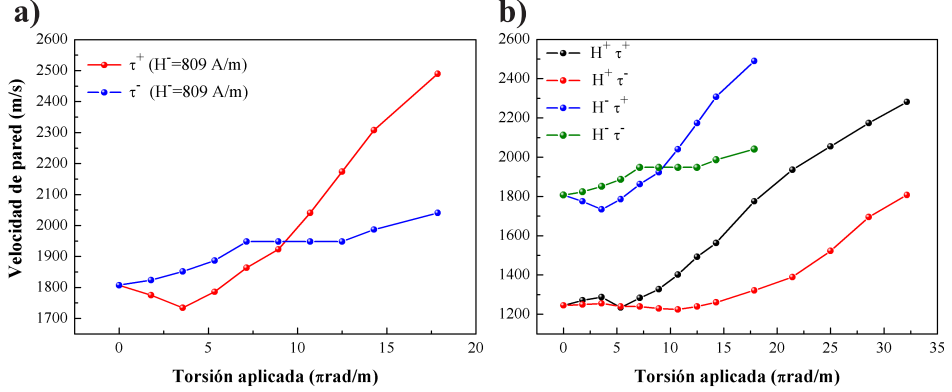 a)
2600
2500
2400
2300
2200
2100
2000
1900
1800
1700
0
5
10
15
20
Velocidad de pared (m/s)
Torsión aplicada (πrad/m)
τ⁺ (H⁻=809 A/m)
τ⁻ (H⁻=809 A/m)
b)
2600
2400
2200
2000
1800
1600
1400
1200
0
5
10
15
20
25
30
35
Torsión aplicada (πrad/m)
H⁺ τ⁺
H⁺ τ⁻
H⁻ τ⁺
H⁻ τ⁻